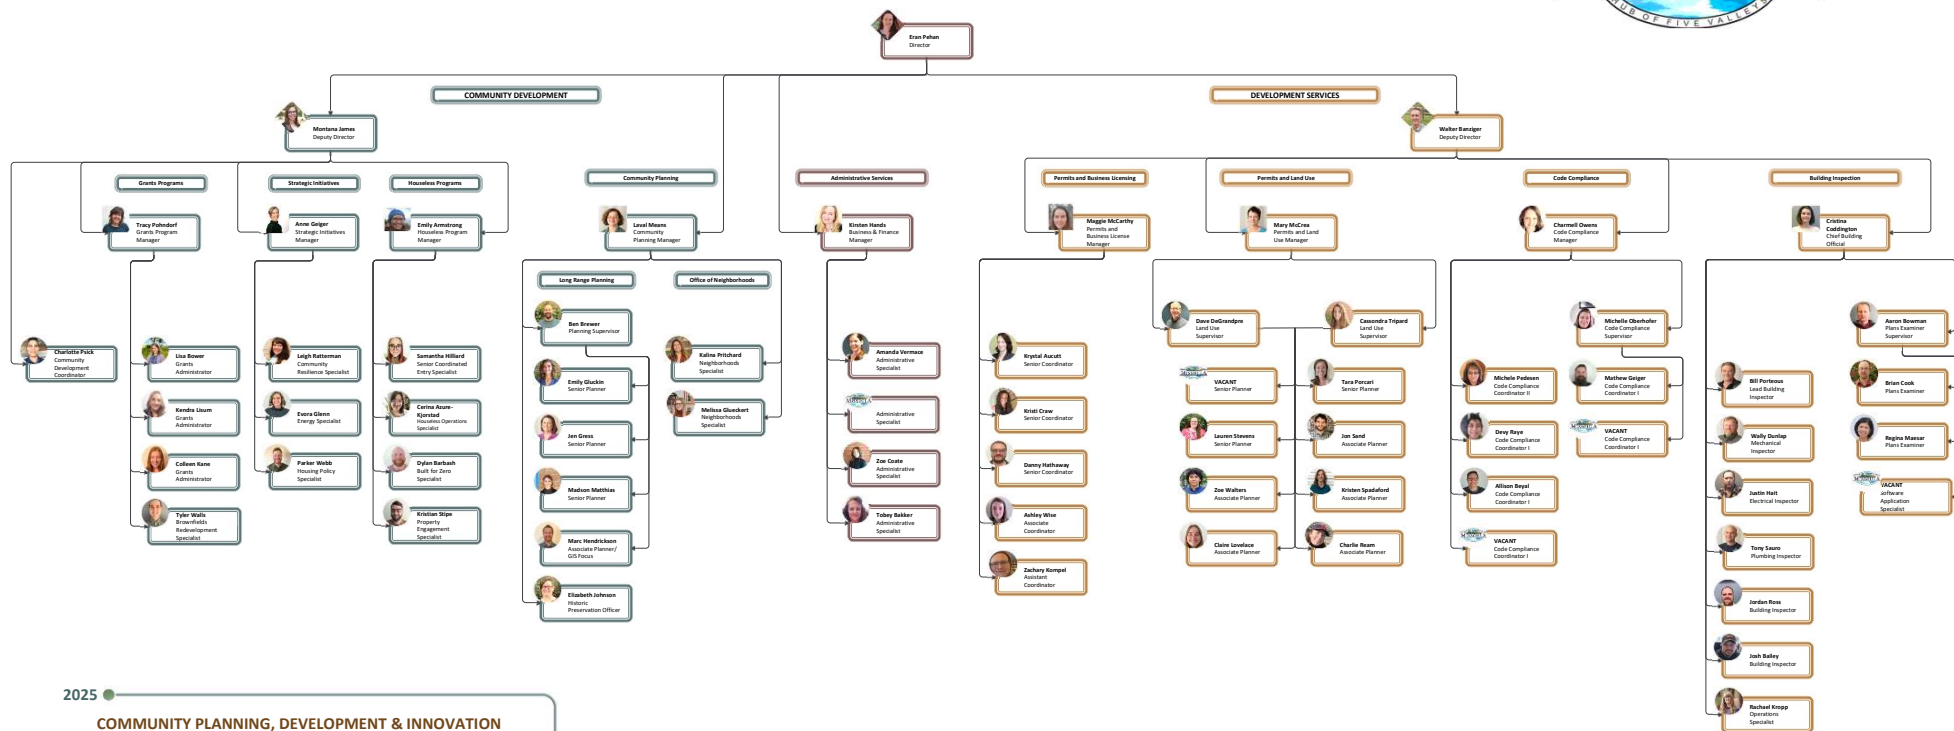 HUB OF FIVE VALLEYS
Eran Pehan
Director
COMMUNITY DEVELOPMENT
DEVELOPMENT SERVICES
Montana James
Deputy Director
Walter Banziger
Deputy Director
Grants Programs
Strategic Initiatives
Houseless Programs
Community Planning
Administrative Services
Permits and Business Licensing
Permits and Land Use
Code Compliance
Building Inspection
Tracy Pohndorf
Grants Program
Manager
Anne Geiger
Strategic Initiatives
Manager
Emily Armstrong
Houseless Program
Manager
Laval Means
Community
Planning Manager
Kirsten Hands
Business & Finance
Manager
Maggie McCarthy
Permits and
Business License
Manager
Mary McCrea
Permits and Land
Use Manager
Charmell Owens
Code Compliance
Manager
Cristina
Coddington
Chief Building
Official
Long Range Planning
Office of Neighborhoods
Charlotte Psick
Community
Development
Coordinator
Lisa Bower
Grants
Administrator
Kendra Lisum
Grants
Administrator
Colleen Kane
Grants
Administrator
Tyler Walls
Brownfields
Redevelopment
Specialist
Leigh Ratterman
Community
Resilience Specialist
Evora Glenn
Energy Specialist
Parker Webb
Housing Policy
Specialist
Samantha Hilliard
Senior Coordinated
Entry Specialist
Cerina Azure-
Kjorstad
Houseless Operations
Specialist
Dylan Barbash
Built for Zero
Specialist
Kristian Stipe
Property
Engagement
Specialist
Ben Brewer
Planning Supervisor
Emily Gluckin
Senior Planner
Jen Gress
Senior Planner
Madson Matthias
Senior Planner
Marc Hendrickson
Associate Planner/
GIS Focus
Elizabeth Johnson
Historic
Preservation Officer
Kalina Pritchard
Neighborhoods
Specialist
Melissa Glueckert
Neighborhoods
Specialist
Amanda Vermace
Administrative
Specialist
MISSOULA
Administrative
Specialist
Zoe Coate
Administrative
Specialist
Tobey Bakker
Administrative
Specialist
Krystal Aucutt
Senior Coordinator
Kristi Craw
Senior Coordinator
Danny Hathaway
Senior Coordinator
Ashley Wise
Associate
Coordinator
Zachary Kompel
Assistant
Coordinator
Dave DeGrandpre
Land Use
Supervisor
MISSOULA
VACANT
Senior Planner
Lauren Stevens
Senior Planner
Zoe Walters
Associate Planner
Claire Lovelace
Associate Planner
Cassondra Tripard
Land Use
Supervisor
Tara Porcari
Senior Planner
Jon Sand
Associate Planner
Kristen Spadaford
Associate Planner
Charlie Ream
Associate Planner
Michele Pedesen
Code Compliance
Coordinator II
Devy Raye
Code Compliance
Coordinator I
Allison Beyal
Code Compliance
Coordinator I
MISSOULA
VACANT
Code Compliance
Coordinator I
Michelle Oberhofer
Code Compliance
Supervisor
Mathew Geiger
Code Compliance
Coordinator I
MISSOULA
VACANT
Code Compliance
Coordinator I
Bill Porteous
Lead Building
Inspector
Wally Dunlap
Mechanical
Inspector
Justin Hait
Electrical Inspector
Tony Sauro
Plumbing Inspector
Jordan Ross
Building Inspector
Josh Bailey
Building Inspector
Rachael Kropp
Operations
Specialist
Aaron Bowman
Plans Examiner
Supervisor
Brian Cook
Plans Examiner
Regina Maesar
Plans Examiner
MISSOULA
VACANT
Software
Application
Specialist
2025
COMMUNITY PLANNING, DEVELOPMENT & INNOVATION